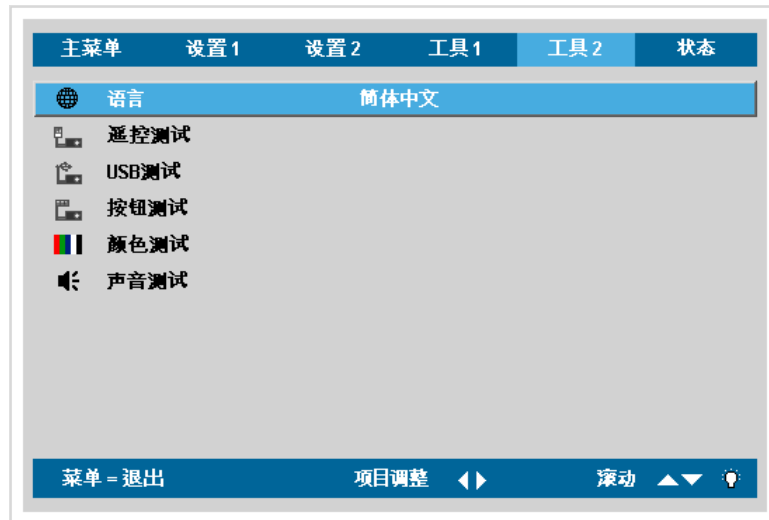 主菜单 设置1 设置2 工具1 工具2 状态
语言 简体中文
遥控测试
USB测试
按钮测试
颜色测试
声音测试
菜单=退出 项目调整 滚动